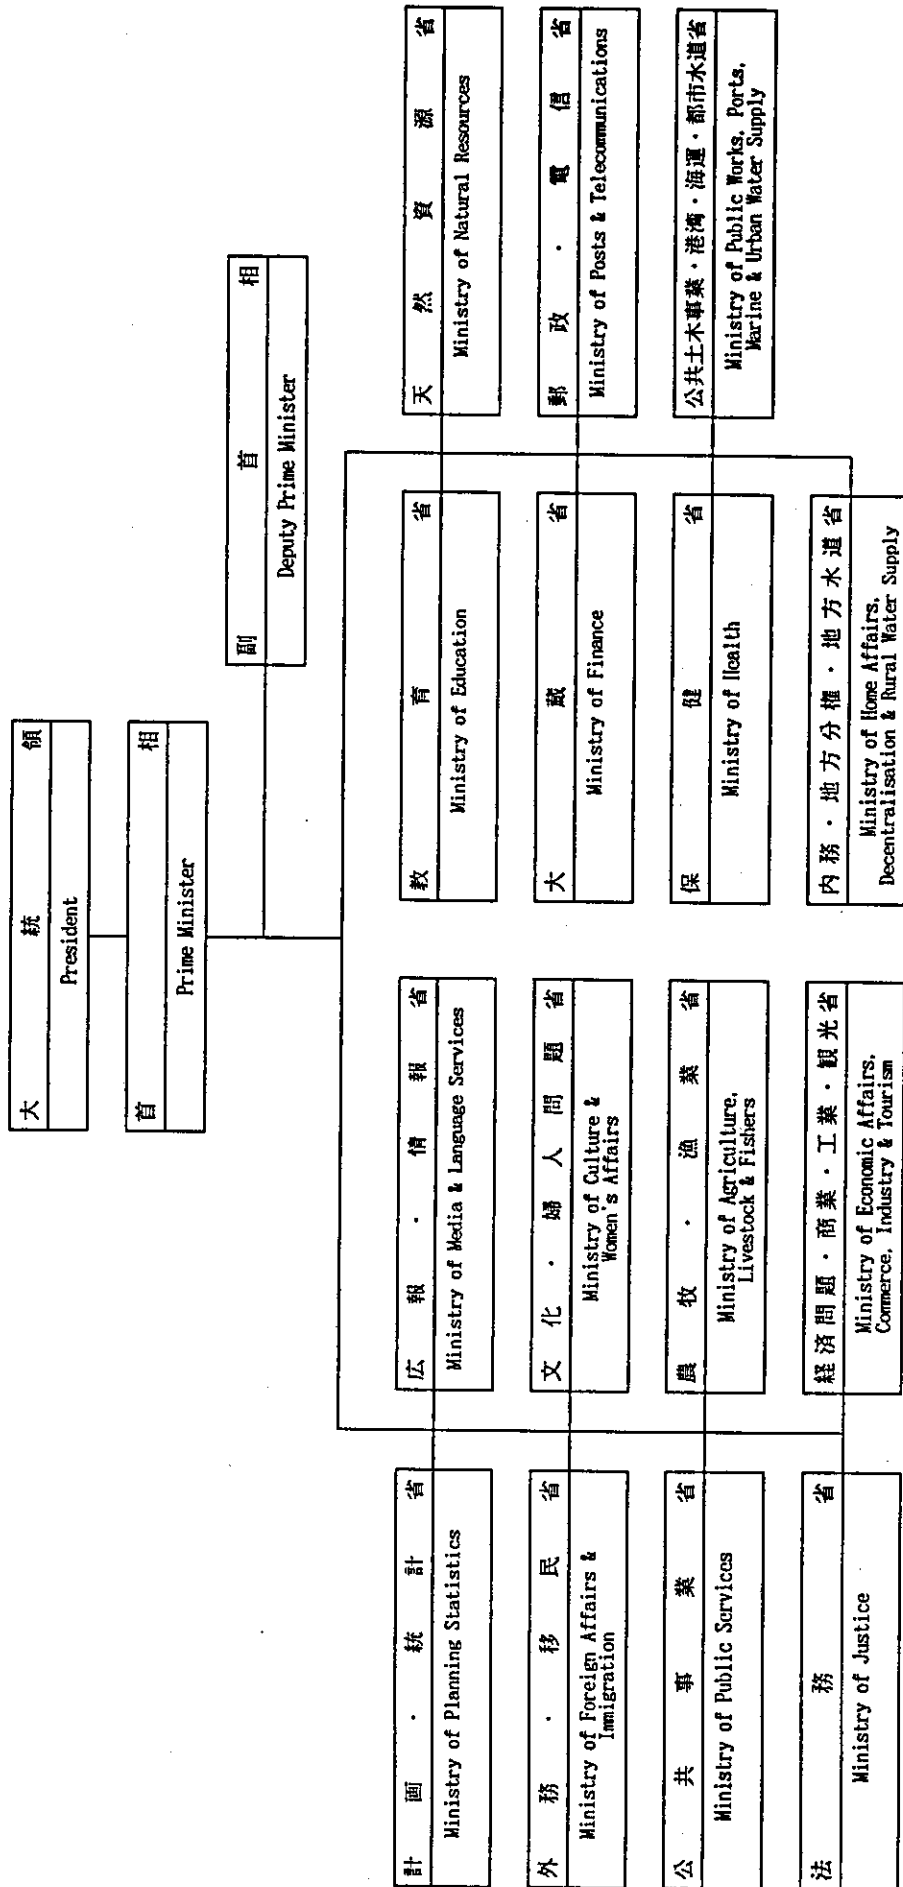 大統領
President
首相
Prime Minister
副首相
Deputy Prime Minister
計画・統計省
Ministry of Planning Statistics
広報・情報省
Ministry of Media & Language Services
教育省
Ministry of Education
天然資源省
Ministry of Natural Resources
外務・移民省
Ministry of Foreign Affairs &
Immigration
文化・婦人問題省
Ministry of Culture &
Women's Affairs
大蔵省
Ministry of Finance
郵政・電信省
Ministry of Posts & Telecommunications
公共事業省
Ministry of Public Services
農牧・漁業省
Ministry of Agriculture,
Livestock & Fishers
保健省
Ministry of Health
公共土木事業・港湾・海運・都市水道省
Ministry of Public Works, Ports,
Marine & Urban Water Supply
法務省
Ministry of Justice
経済問題・商業・工業・観光省
Ministry of Economic Affairs,
Commerce, Industry & Tourism
内務・地方分権・地方水道省
Ministry of Home Affairs,
Decentralisation & Rural Water Supply